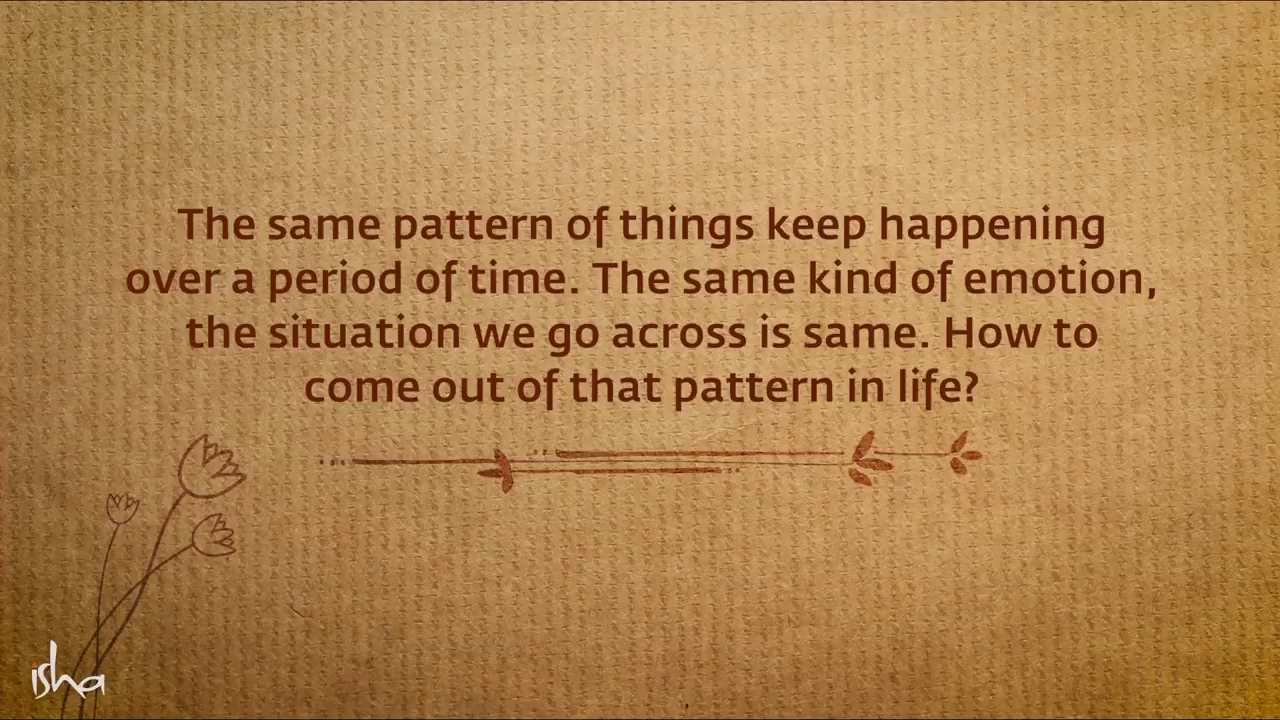 The same pattern of things keep happening
over a period of time. The same kind of emotion,
the situation we go across is same. How to
come out of that pattern in life?
isha